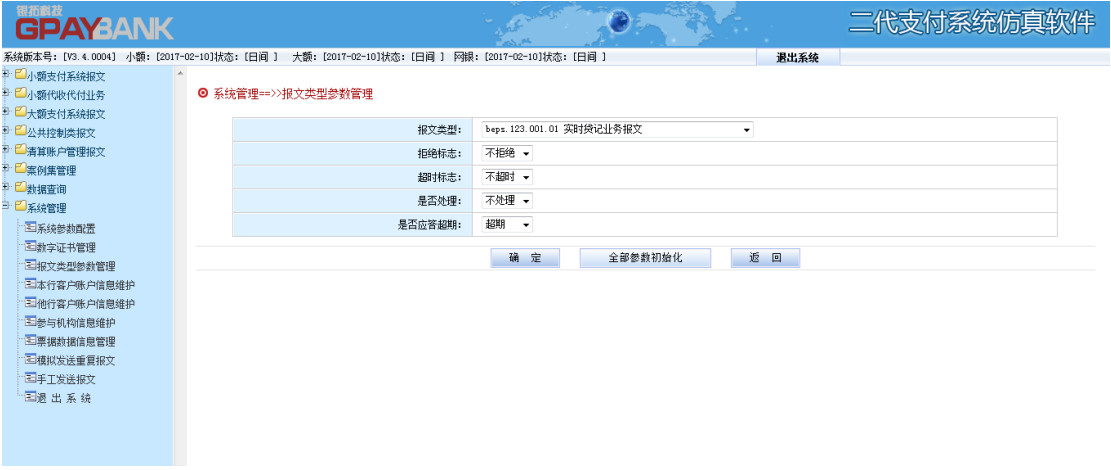 银拓科技
GPAYBANK
二代支付系统仿真软件
系统版本号: [V3.4.0004] 小额: [2017-02-10]状态: [日间 ] 大额: [2017-02-10]状态: [日间 ] 网银: [2017-02-10]状态: [日间 ] 退出系统
小额支付系统报文
小额代收代付业务
大额支付系统报文
公共控制类报文
清算账户管理报文
案例集管理
数据查询
系统管理
系统参数配置
数字证书管理
报文类型参数管理
本行客户账户信息维护
他行客户账户信息维护
参与机构信息维护
票据数据信息管理
模拟发送重复报文
手工发送报文
退 出 系 统
系统管理==>>报文类型参数管理
报文类型: beps.123.001.01 实时贷记业务报文
拒绝标志: 不拒绝
超时标志: 不超时
是否处理: 不处理
是否应答超期: 超期
确 定 全部参数初始化 返 回